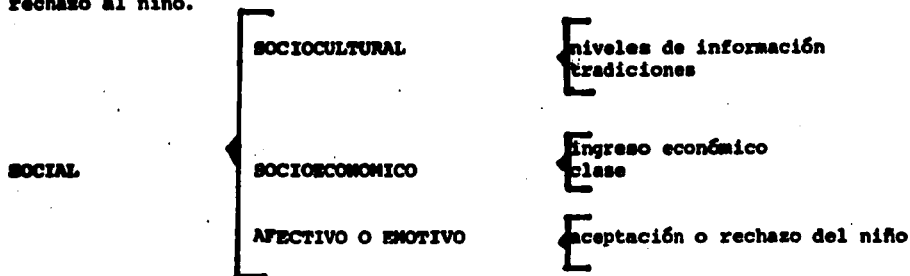 rechazo al niño.
SOCIOCULTURAL niveles de información
tradiciones
SOCIAL SOCIOECONOMICO ingreso económico
clase
AFECTIVO O EMOTIVO aceptación o rechazo del niño